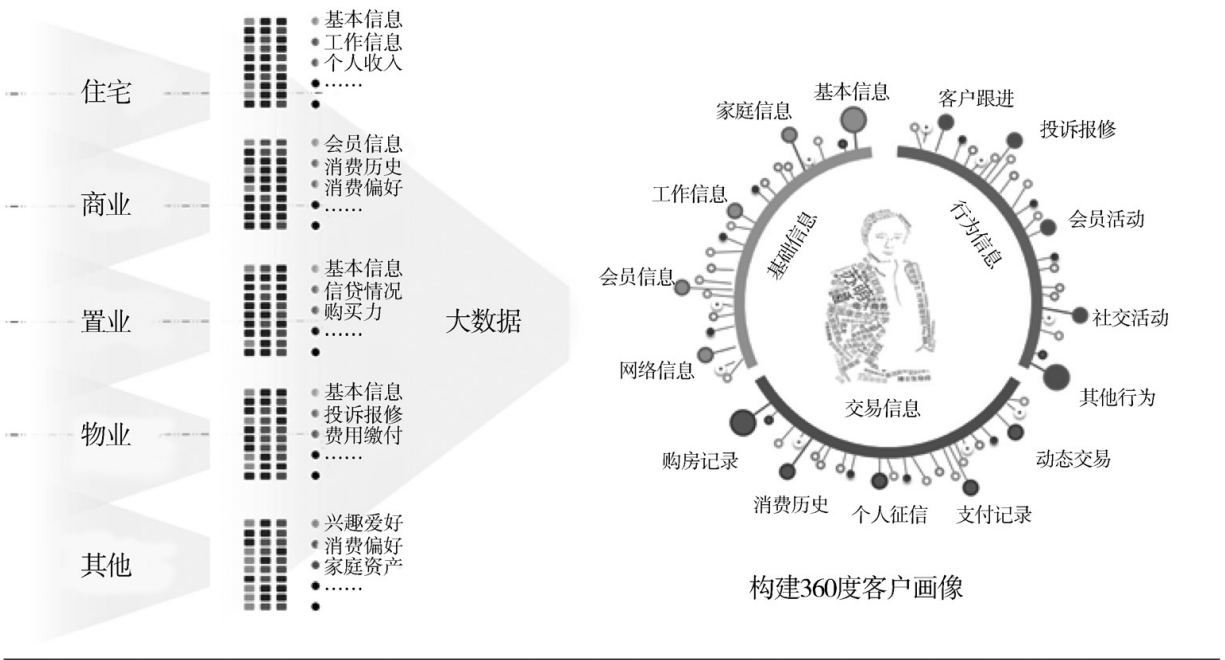 住宅
基本信息
工作信息
个人收入
……
商业
会员信息
消费历史
消费偏好
……
置业
基本信息
信贷情况
购买力
……
物业
基本信息
投诉报修
费用缴付
……
其他
兴趣爱好
消费偏好
家庭资产
……
大数据
基础信息
基本信息
家庭信息
工作信息
会员信息
网络信息
行为信息
客户跟进
投诉报修
会员活动
社交活动
其他行为
交易信息
动态交易
支付记录
个人征信
消费历史
购房记录
构建360度客户画像